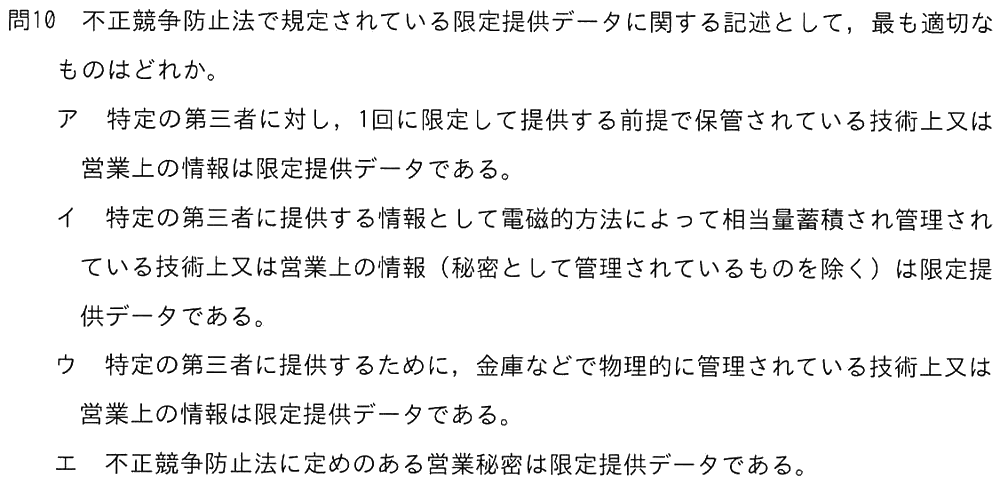 問10 不正競争防止法で規定されている限定提供データに関する記述として，最も適切な
ものはどれか。
ア 特定の第三者に対し，1回に限定して提供する前提で保管されている技術上又は
営業上の情報は限定提供データである。
イ 特定の第三者に提供する情報として電磁的方法によって相当量蓄積され管理され
ている技術上又は営業上の情報（秘密として管理されているものを除く）は限定提
供データである。
ウ 特定の第三者に提供するために，金庫などで物理的に管理されている技術上又は
営業上の情報は限定提供データである。
エ 不正競争防止法に定めのある営業秘密は限定提供データである。